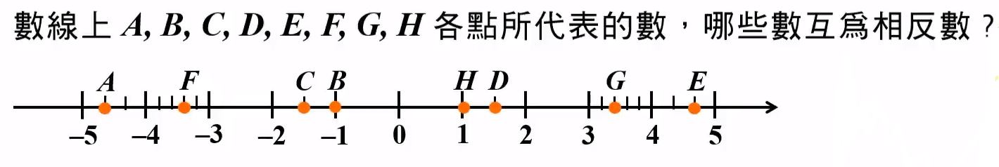 數線上 A, B, C, D, E, F, G, H 各點所代表的數，哪些數互為相反數？
A F C B H D G E
–5 –4 –3 –2 –1 0 1 2 3 4 5